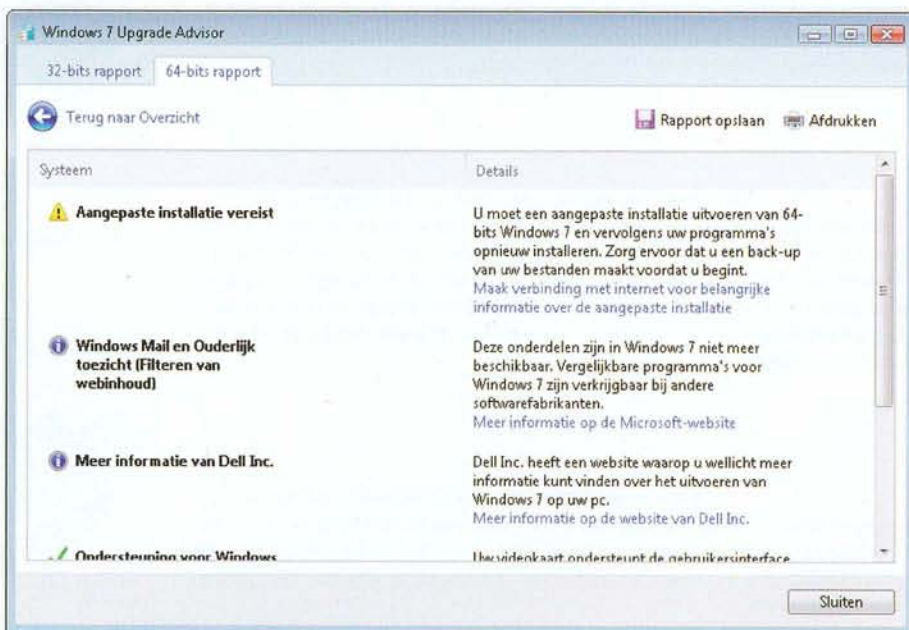 Windows 7 Upgrade Advisor
32-bits rapport 64-bits rapport
Terug naar Overzicht Rapport opslaan Afdrukken
Systeem Details
Aangepaste installatie vereist
U moet een aangepaste installatie uitvoeren van 64-
bits Windows 7 en vervolgens uw programma's
opnieuw installeren. Zorg ervoor dat u een back-up
van uw bestanden maakt voordat u begint.
Maak verbinding met internet voor belangrijke
informatie over de aangepaste installatie
Windows Mail en Ouderlijk
toezicht (Filteren van
webinhoud)
Deze onderdelen zijn in Windows 7 niet meer
beschikbaar. Vergelijkbare programma's voor
Windows 7 zijn verkrijgbaar bij andere
softwarefabrikanten.
Meer informatie op de Microsoft-website
Meer informatie van Dell Inc.
Dell Inc. heeft een website waarop u wellicht meer
informatie kunt vinden over het uitvoeren van
Windows 7 op uw pc.
Meer informatie op de website van Dell Inc.
Ondersteuning voor Windows
Uw videokaart ondersteunt de gebruikersinterface
Sluiten